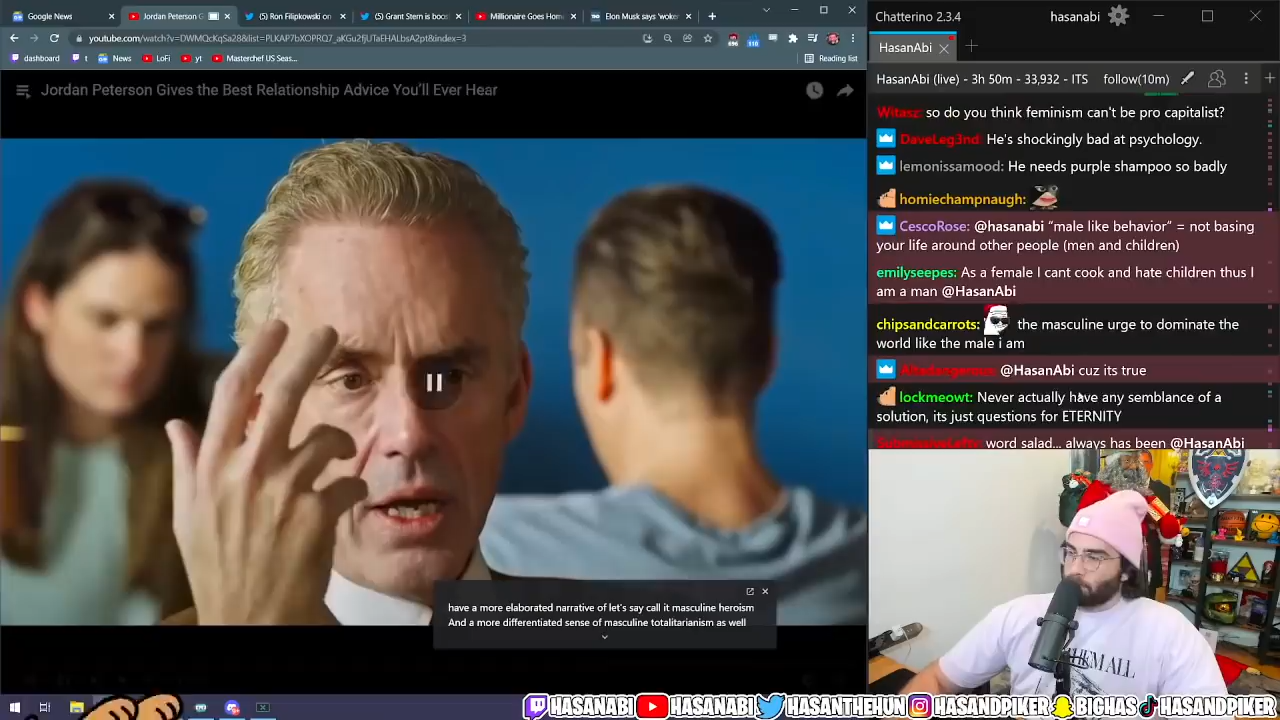 Google News
Jordan Peterson G
(5) Ron Filipkowski on
(5) Grant Stern is boos
Millionaire Goes Hom
Elon Musk says 'woke
youtube.com/watch?v=DWMQcKqSa28&list=PLKAP7bXOPRQ7_aKGu2fjUTaEHALbsA2pt&index=3
dashboard
t
News
LoFi
yt
Masterchef US Seas...
Reading list
Jordan Peterson Gives the Best Relationship Advice You'll Ever Hear
have a more elaborated narrative of let's say call it masculine heroism
And a more differentiated sense of masculine totalitarianism as well
Chatterino 2.3.4
hasanabi
HasanAbi
HasanAbi (live) - 3h 50m - 33,932 - ITS
follow(10m)
Witasz: so do you think feminism can't be pro capitalist?
DaveLeg3nd: He's shockingly bad at psychology.
lemonissamood: He needs purple shampoo so badly
homiechampnaugh:
CescoRose: @hasanabi "male like behavior" = not basing
your life around other people (men and children)
emilyseepes: As a female I cant cook and hate children thus I
am a man @HasanAbi
chipsandcarrots: the masculine urge to dominate the
world like the male i am
@HasanAbi cuz its true
lockmeowt: Never actually have any semblance of a
solution, its just questions for ETERNITY
SubmissiveLefty: word salad... always has been @HasanAbi
HASANABI
HASANABI
HASANTHEHUN
HASANDPIKER
BIGHAS
HASANDPIKER